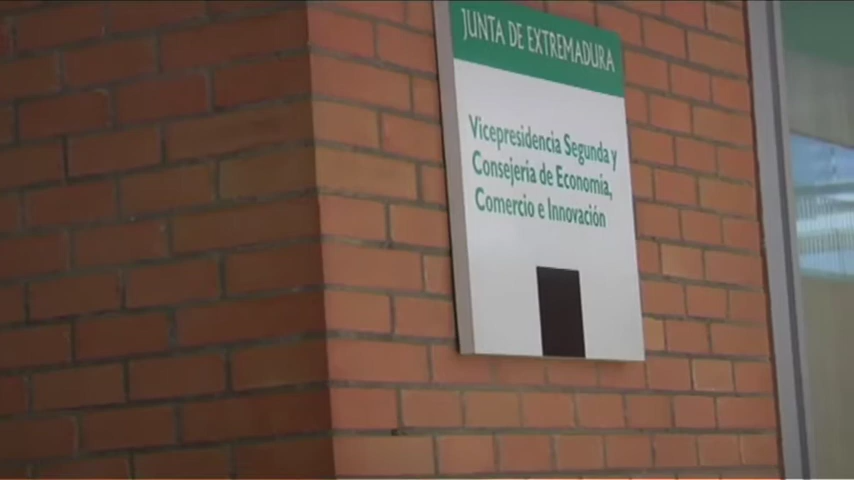 JUNTA DE EXTREMADURA
Vicepresidencia Segunda y
Consejería de Economía,
Comercio e Innovación